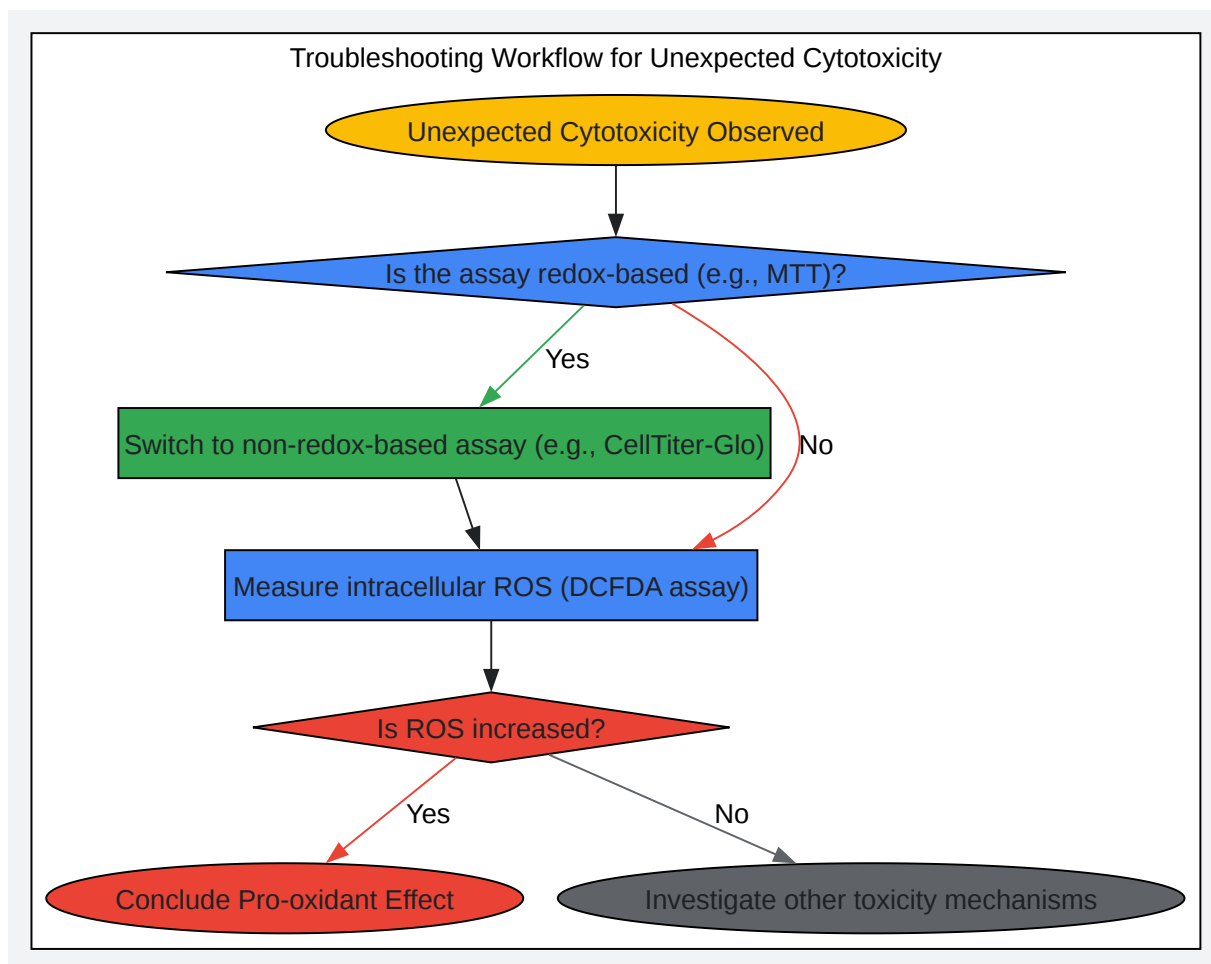 Troubleshooting Workflow for Unexpected Cytotoxicity
Unexpected Cytotoxicity Observed
Is the assay redox-based (e.g., MTT)?
Yes
Switch to non-redox-based assay (e.g., CellTiter-Glo)
No
Measure intracellular ROS (DCFDA assay)
Is ROS increased?
Yes
No
Conclude Pro-oxidant Effect
Investigate other toxicity mechanisms